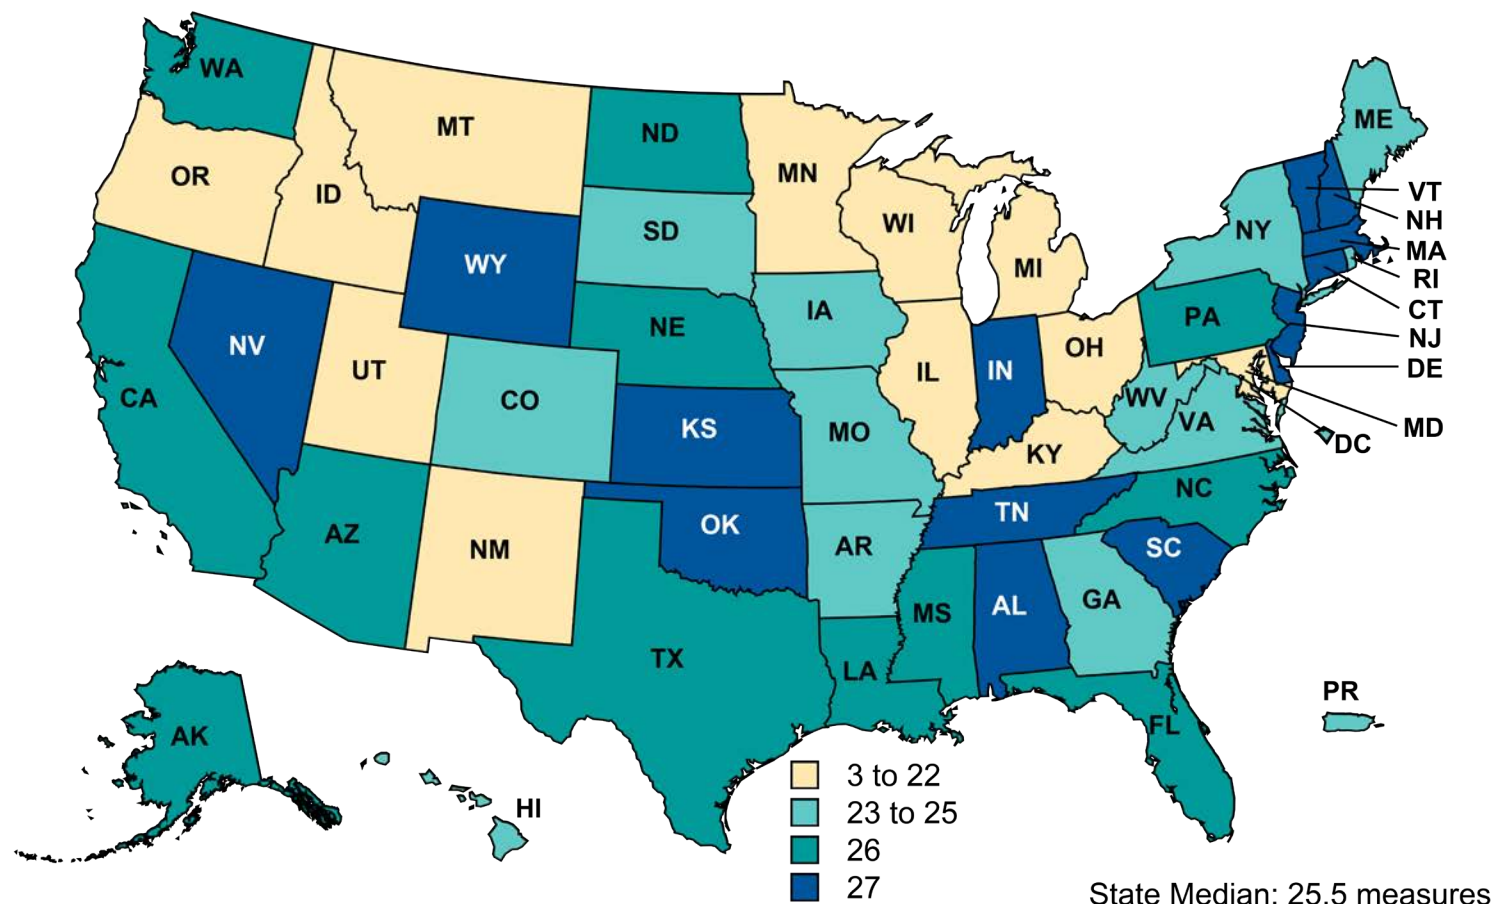 WA
MT
ND
ME
OR
ID
MN
VT
WI
NH
SD
NY
WY
MI
MA
RI
IA
CT
NE
PA
NV
NJ
UT
OH
IL
IN
DE
CO
CA
WV
KS
MO
VA
MD
KY
DC
NC
TN
OK
AZ
NM
AR
SC
MS
AL
GA
TX
LA
PR
FL
AK
HI
3 to 22
23 to 25
26
27
State Median: 25.5 measures